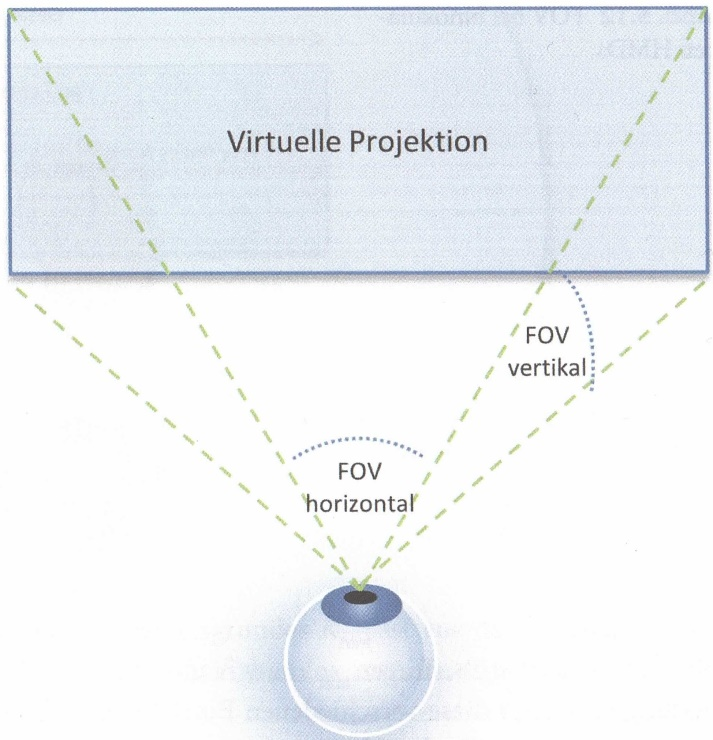 Virtuelle Projektion
FOV
vertikal
FOV
horizontal